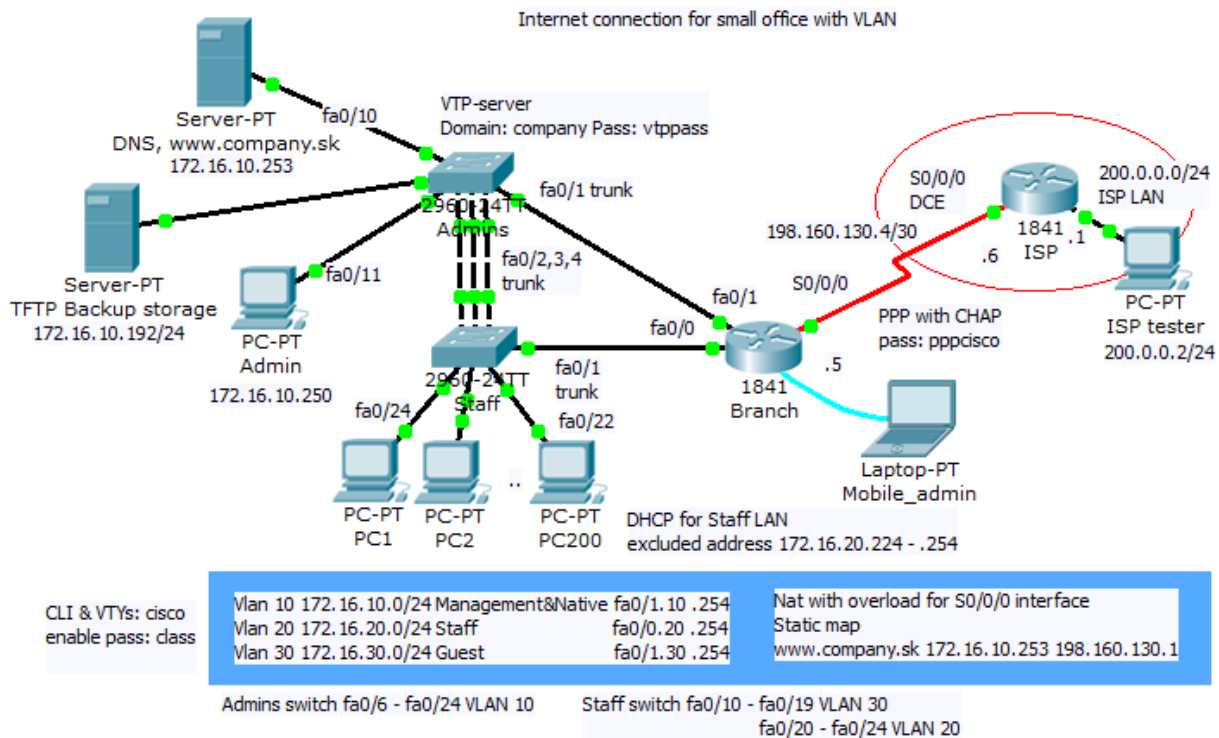 Internet connection for small office with VLAN
VTP-server
Domain: company Pass: vtppass
fa0/10
Server-PT
DNS, www.company.sk
172.16.10.253
fa0/1 trunk
2960-24TT
Admins
S0/0/0
DCE
200.0.0.0/24
ISP LAN
1841
ISP
.1
198.160.130.4/30
.6
fa0/2,3,4
trunk
fa0/11
Server-PT
TFTP Backup storage
172.16.10.192/24
PC-PT
Admin
172.16.10.250
fa0/1
S0/0/0
fa0/0
PC-PT
ISP tester
200.0.0.2/24
PPP with CHAP
pass: pppcisco
.5
2960-24TT
Staff
fa0/1
trunk
1841
Branch
fa0/24
fa0/22
Laptop-PT
Mobile_admin
..
PC-PT
PC1
PC-PT
PC2
PC-PT
PC200
DHCP for Staff LAN
excluded address 172.16.20.224 - .254
CLI & VTYs: cisco
enable pass: class
Vlan 10 172.16.10.0/24 Management&Native fa0/1.10 .254
Vlan 20 172.16.20.0/24 Staff fa0/0.20 .254
Vlan 30 172.16.30.0/24 Guest fa0/1.30 .254
Nat with overload for S0/0/0 interface
Static map
www.company.sk 172.16.10.253 198.160.130.1
Admins switch fa0/6 - fa0/24 VLAN 10
Staff switch fa0/10 - fa0/19 VLAN 30
fa0/20 - fa0/24 VLAN 20